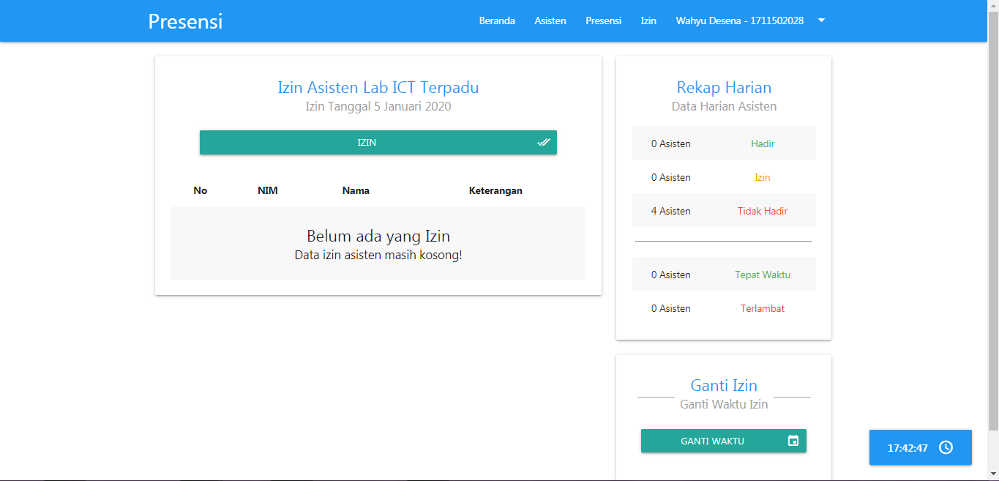 Presensi
Beranda Asisten Presensi Izin Wahyu Desena - 1711502028
Izin Asisten Lab ICT Terpadu
Izin Tanggal 5 Januari 2020
IZIN
No NIM Nama Keterangan
Belum ada yang Izin
Data izin asisten masih kosong!
Rekap Harian
Data Harian Asisten
0 Asisten Hadir
0 Asisten Izin
4 Asisten Tidak Hadir
0 Asisten Tepat Waktu
0 Asisten Terlambat
Ganti Izin
Ganti Waktu Izin
GANTI WAKTU
17:42:47